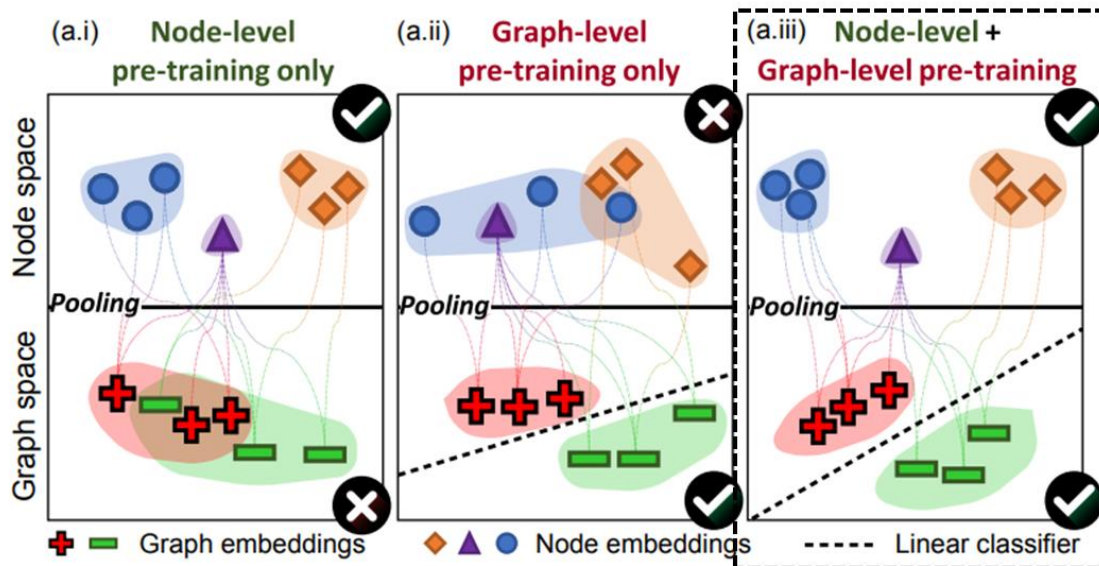 (a.i) Node-level
pre-training only
(a.ii) Graph-level
pre-training only
(a.iii) Node-level +
Graph-level pre-training
Node space
Graph space
Pooling
Pooling
Pooling
Graph embeddings
Node embeddings
Linear classifier